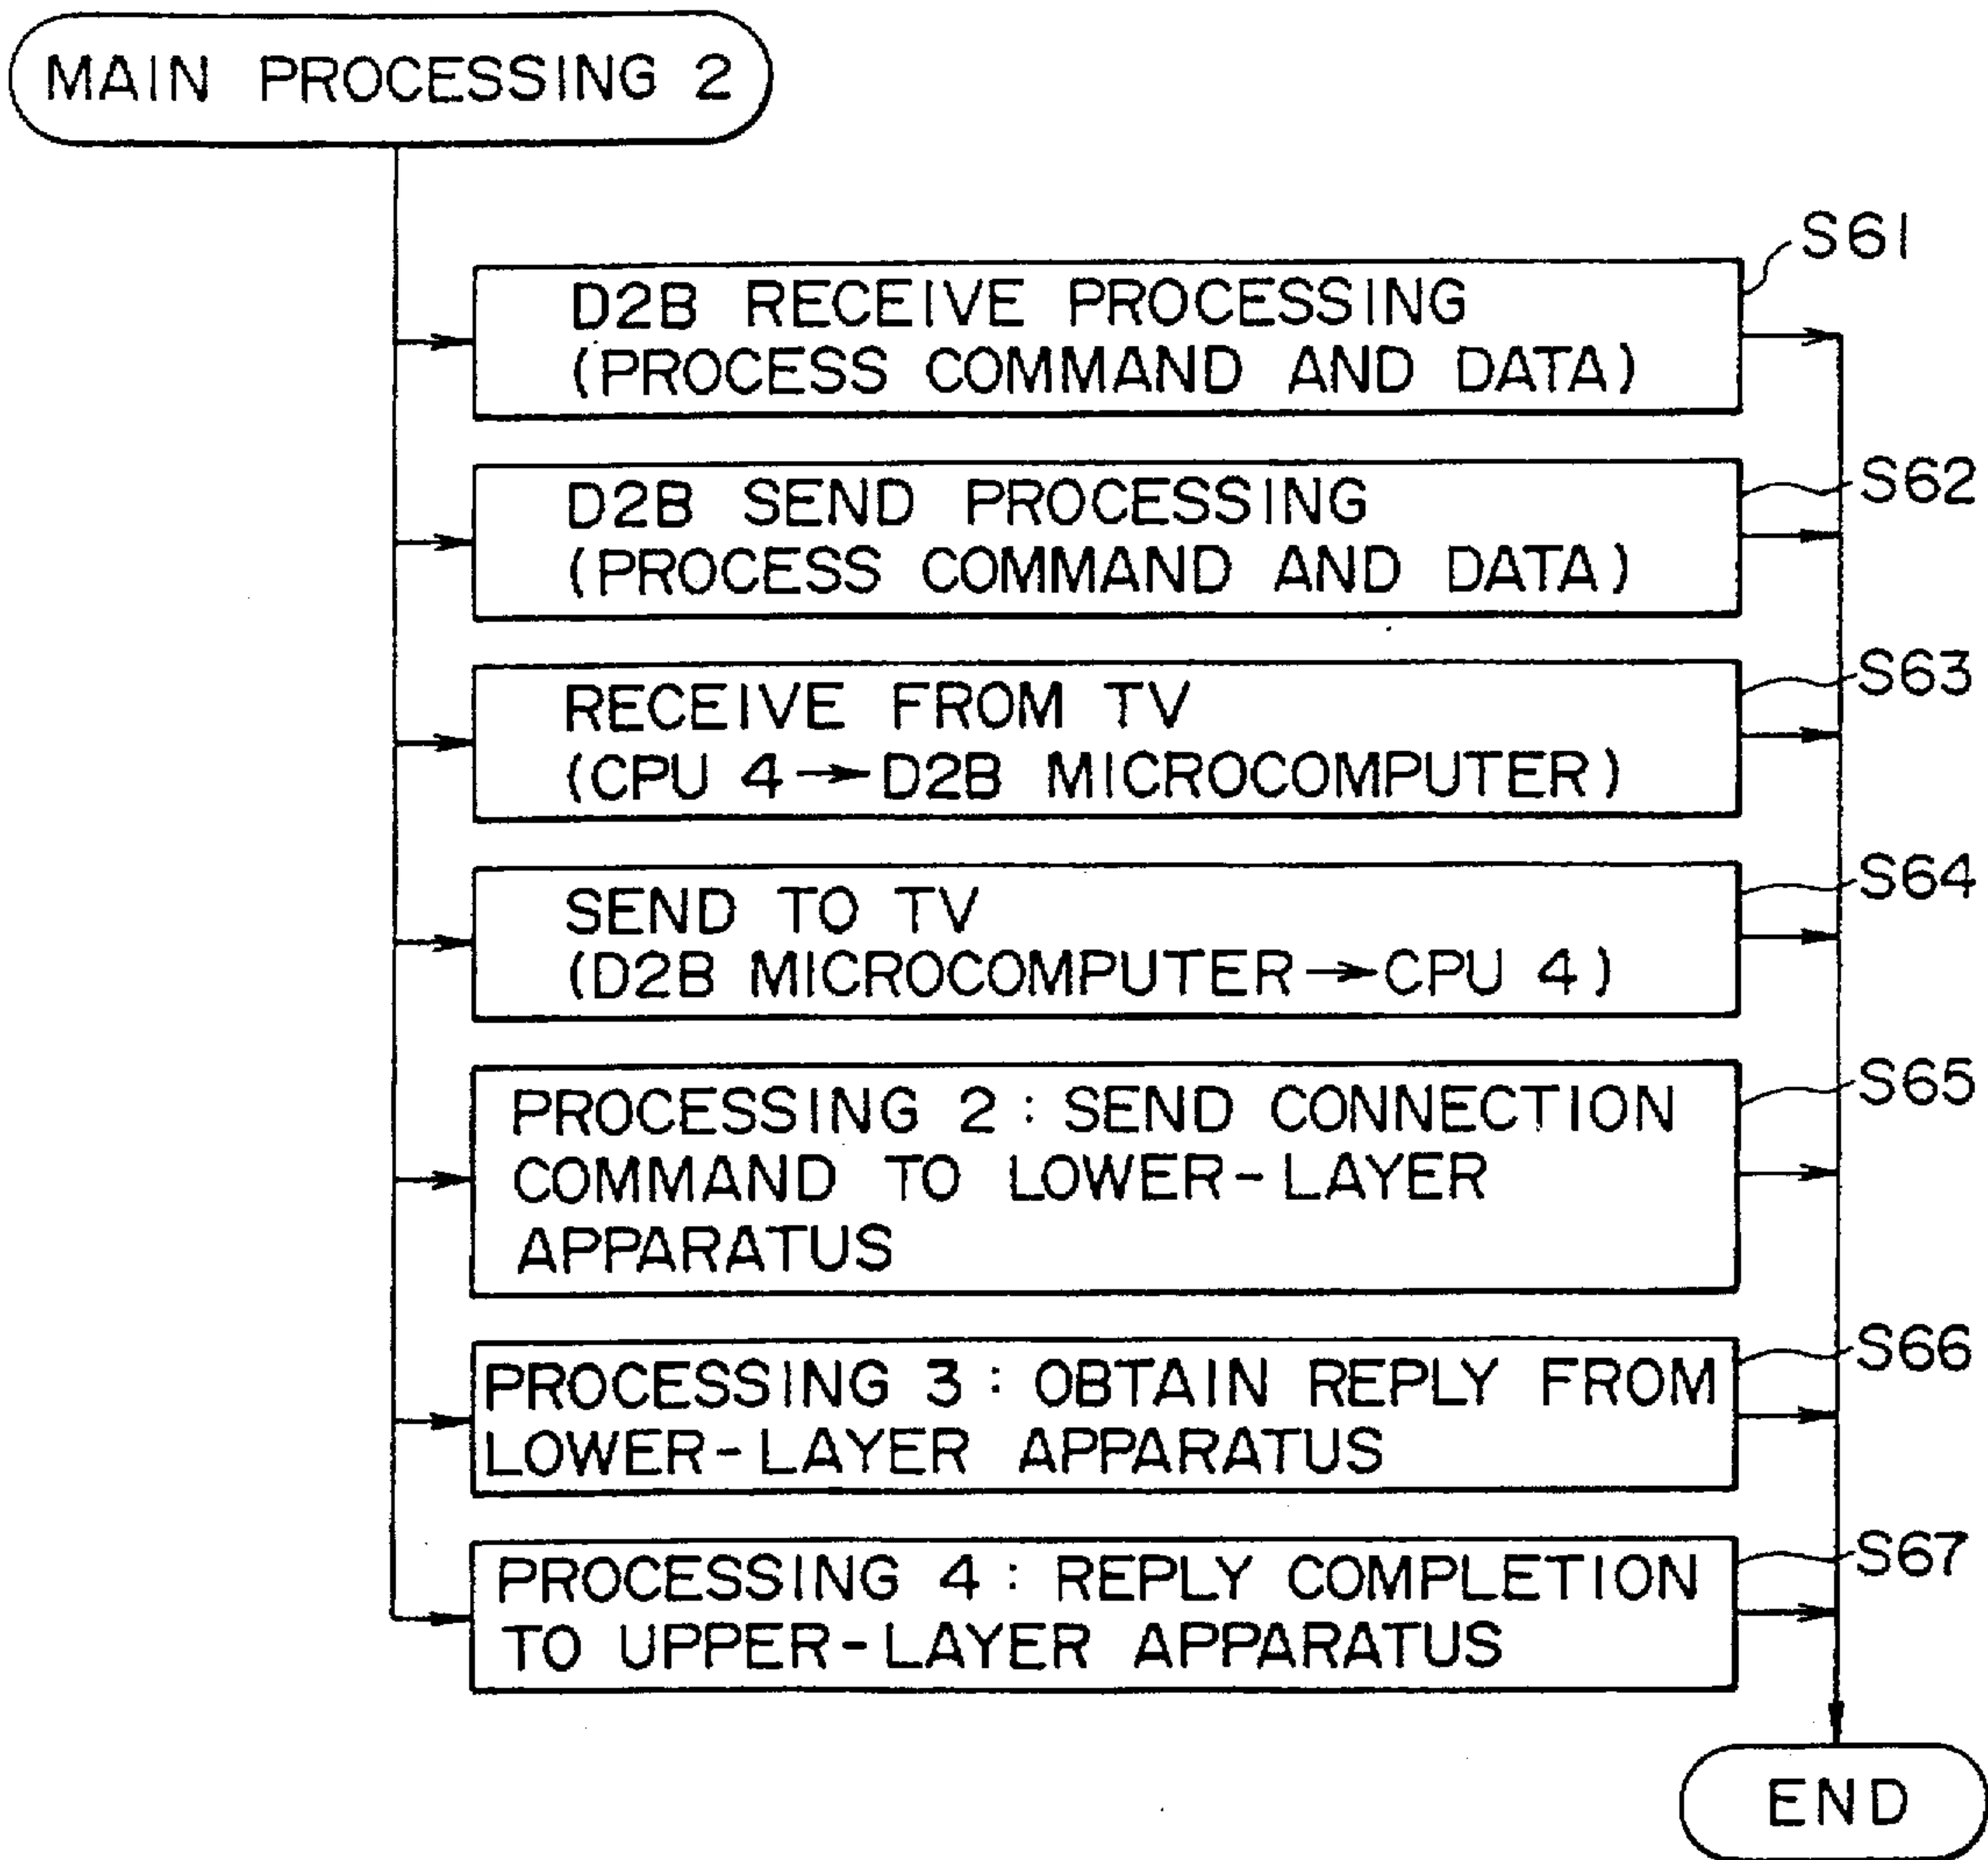 MAIN PROCESSING 2
S61
D2B RECEIVE PROCESSING
(PROCESS COMMAND AND DATA)
S62
D2B SEND PROCESSING
(PROCESS COMMAND AND DATA)
S63
RECEIVE FROM TV
(CPU 4→D2B MICROCOMPUTER)
S64
SEND TO TV
(D2B MICROCOMPUTER→CPU 4)
S65
PROCESSING 2 : SEND CONNECTION
COMMAND TO LOWER-LAYER
APPARATUS
S66
PROCESSING 3 : OBTAIN REPLY FROM
LOWER-LAYER APPARATUS
S67
PROCESSING 4 : REPLY COMPLETION
TO UPPER-LAYER APPARATUS
END